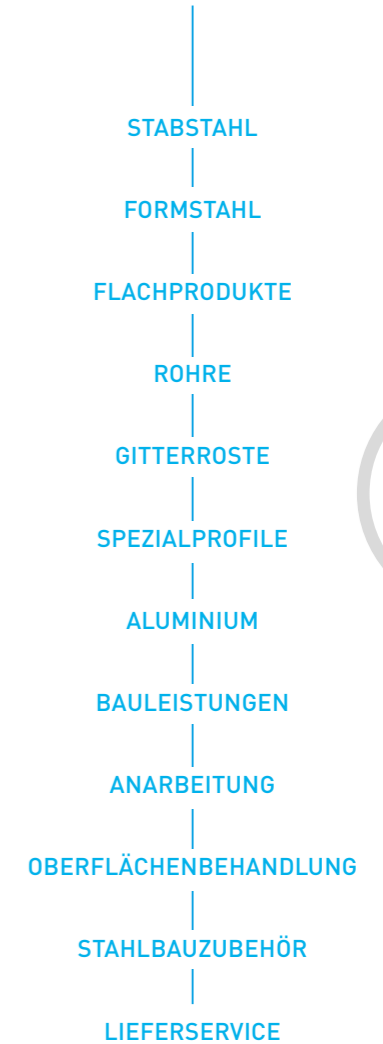 STABSTAHL
FORMSTAHL
FLACHPRODUKTE
ROHRE
GITTERROSTE
SPEZIALPROFILE
ALUMINIUM
BAULEISTUNGEN
ANARBEITUNG
OBERFLÄCHENBEHANDLUNG
STAHLBAUZUBEHÖR
LIEFERSERVICE